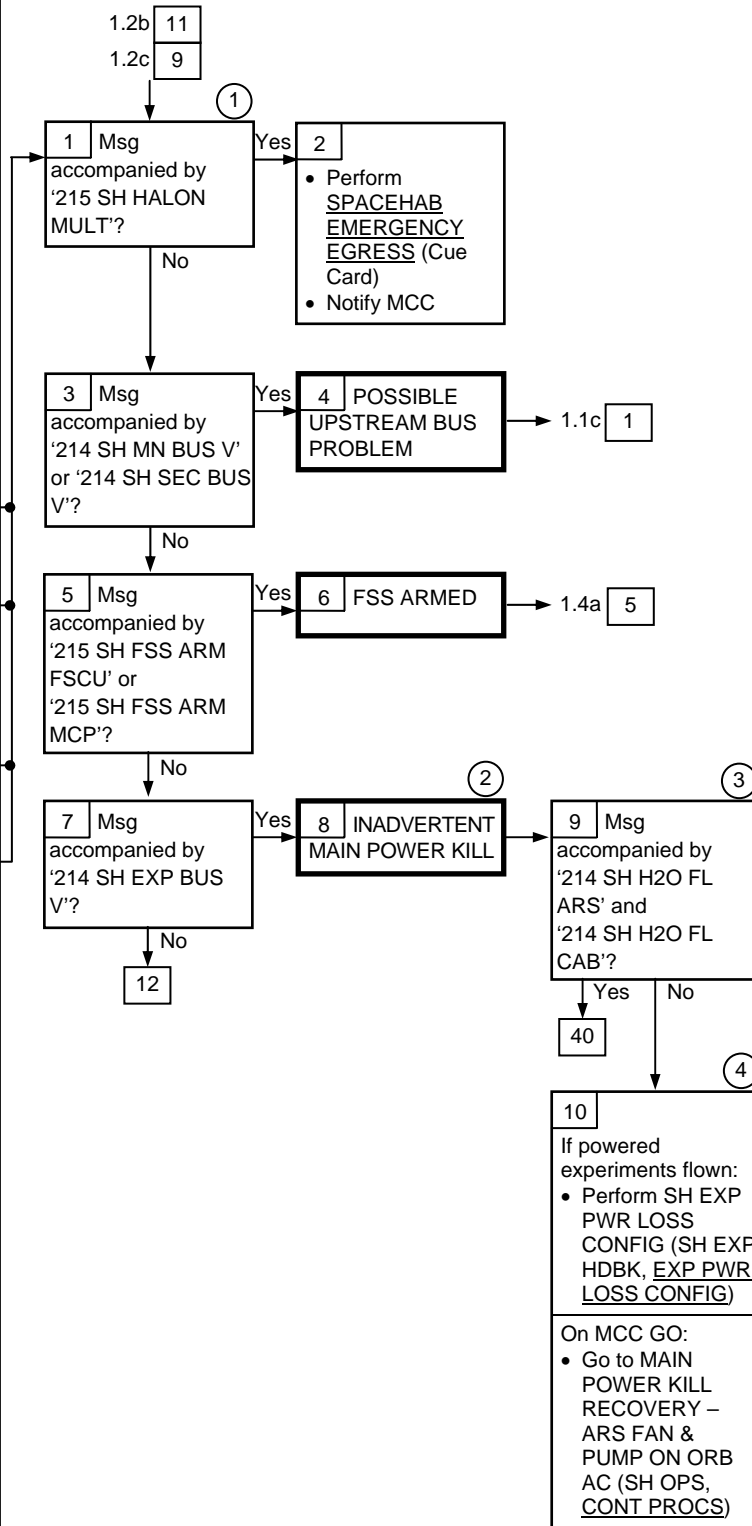 1.2b 11
1.2c 9
1
1 Msg
accompanied by
‘215 SH HALON
MULT’?
Yes
No
2
• Perform
SPACEHAB
EMERGENCY
EGRESS (Cue
Card)
• Notify MCC
3 Msg
accompanied by
‘214 SH MN BUS V’
or ‘214 SH SEC BUS
V’?
Yes
No
4 POSSIBLE
UPSTREAM BUS
PROBLEM
1.1c 1
5 Msg
accompanied by
‘215 SH FSS ARM
FSCU’ or
‘215 SH FSS ARM
MCP’?
Yes
No
6 FSS ARMED
1.4a 5
7 Msg
accompanied by
‘214 SH EXP BUS
V’?
Yes
No
12
2
8 INADVERTENT
MAIN POWER KILL
3
9 Msg
accompanied by
‘214 SH H2O FL
ARS’ and
‘214 SH H2O FL
CAB’?
Yes
No
40
4
10
If powered
experiments flown:
• Perform SH EXP
PWR LOSS
CONFIG (SH EXP
HDBK, EXP PWR
LOSS CONFIG)
On MCC GO:
• Go to MAIN
POWER KILL
RECOVERY –
ARS FAN &
PUMP ON ORB
AC (SH OPS,
CONT PROCS)